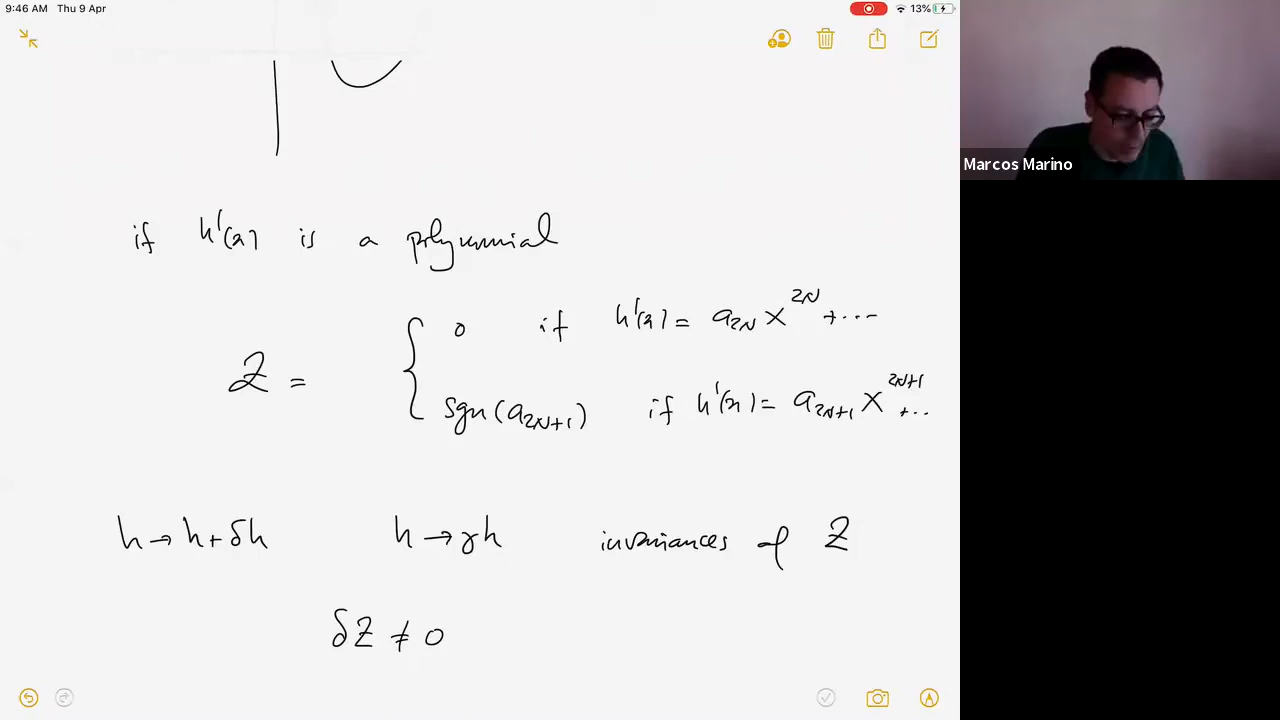 9:46 AM Thu 9 Apr 13%
Marcos Marino
if h'(x) is a polynomial
Z = { 0 if h'(x) = a_{2N} x^{2N} + ...
sgn(a_{2N+1}) if h'(x) = a_{2N+1} x^{2N+1} + ...
h → h + δh h → γh invariances of Z
δZ ≠ 0